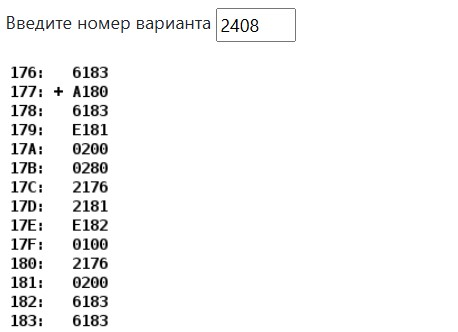 Введите номер варианта 2408
176: 6183
177: + A180
178: 6183
179: E181
17A: 0200
17B: 0280
17C: 2176
17D: 2181
17E: E182
17F: 0100
180: 2176
181: 0200
182: 6183
183: 6183